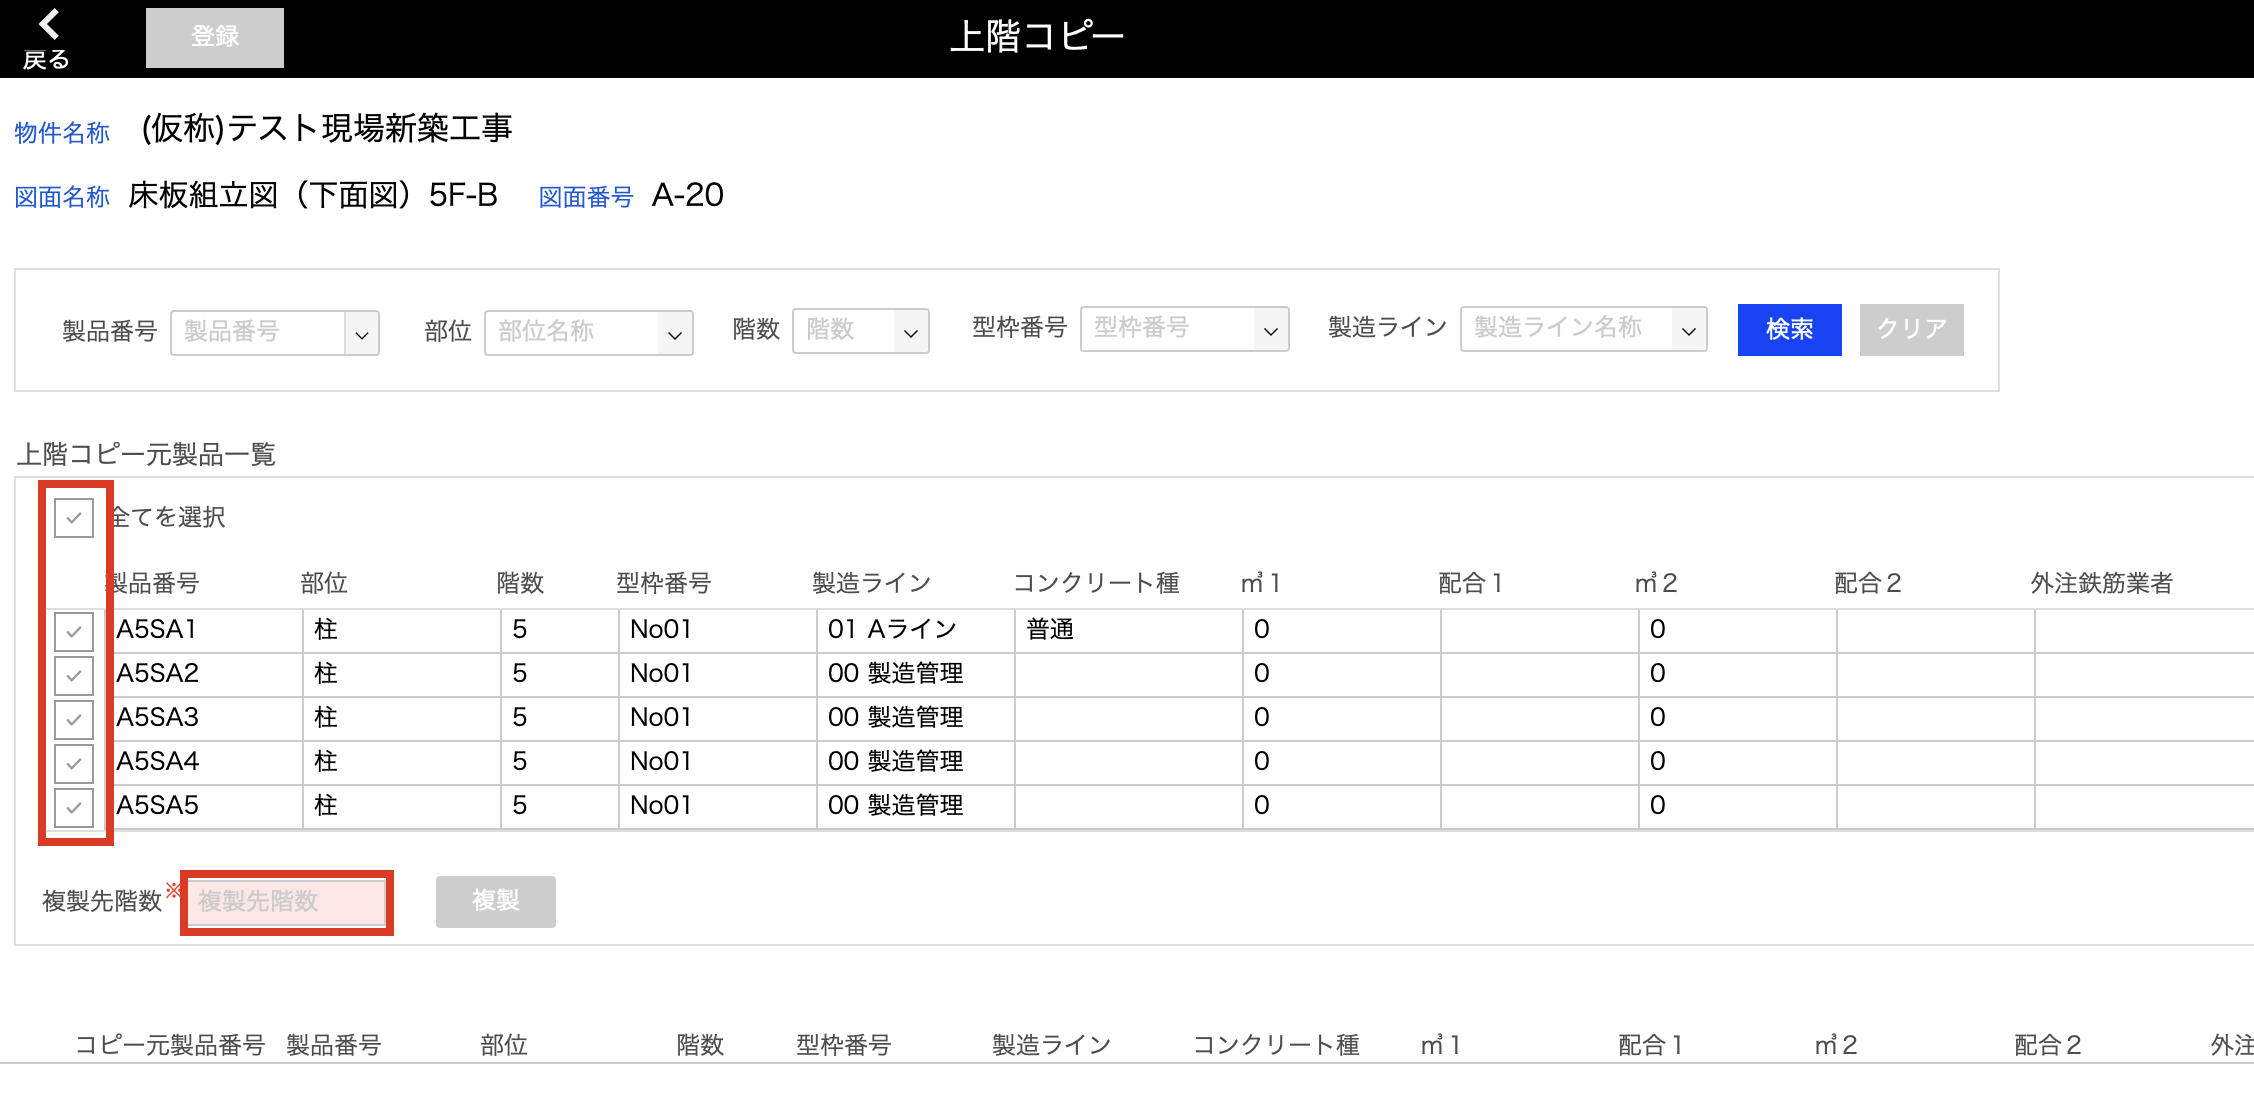 戻る 登録 上階コピー
物件名称 (仮称)テスト現場新築工事
図面名称 床板組立図（下面図）5F-B 図面番号 A-20
製品番号 製品番号 部位 部位名称 階数 階数 型枠番号 型枠番号 製造ライン 製造ライン名称 検索 クリア
上階コピー元製品一覧
全てを選択
製品番号 部位 階数 型枠番号 製造ライン コンクリート種 ㎥1 配合1 ㎥2 配合2 外注鉄筋業者
A5SA1 柱 5 No01 01 Aライン 普通 0 0
A5SA2 柱 5 No01 00 製造管理 0 0
A5SA3 柱 5 No01 00 製造管理 0 0
A5SA4 柱 5 No01 00 製造管理 0 0
A5SA5 柱 5 No01 00 製造管理 0 0
複製先階数※ 複製先階数 複製
コピー元製品番号 製品番号 部位 階数 型枠番号 製造ライン コンクリート種 ㎥1 配合1 ㎥2 配合2 外注